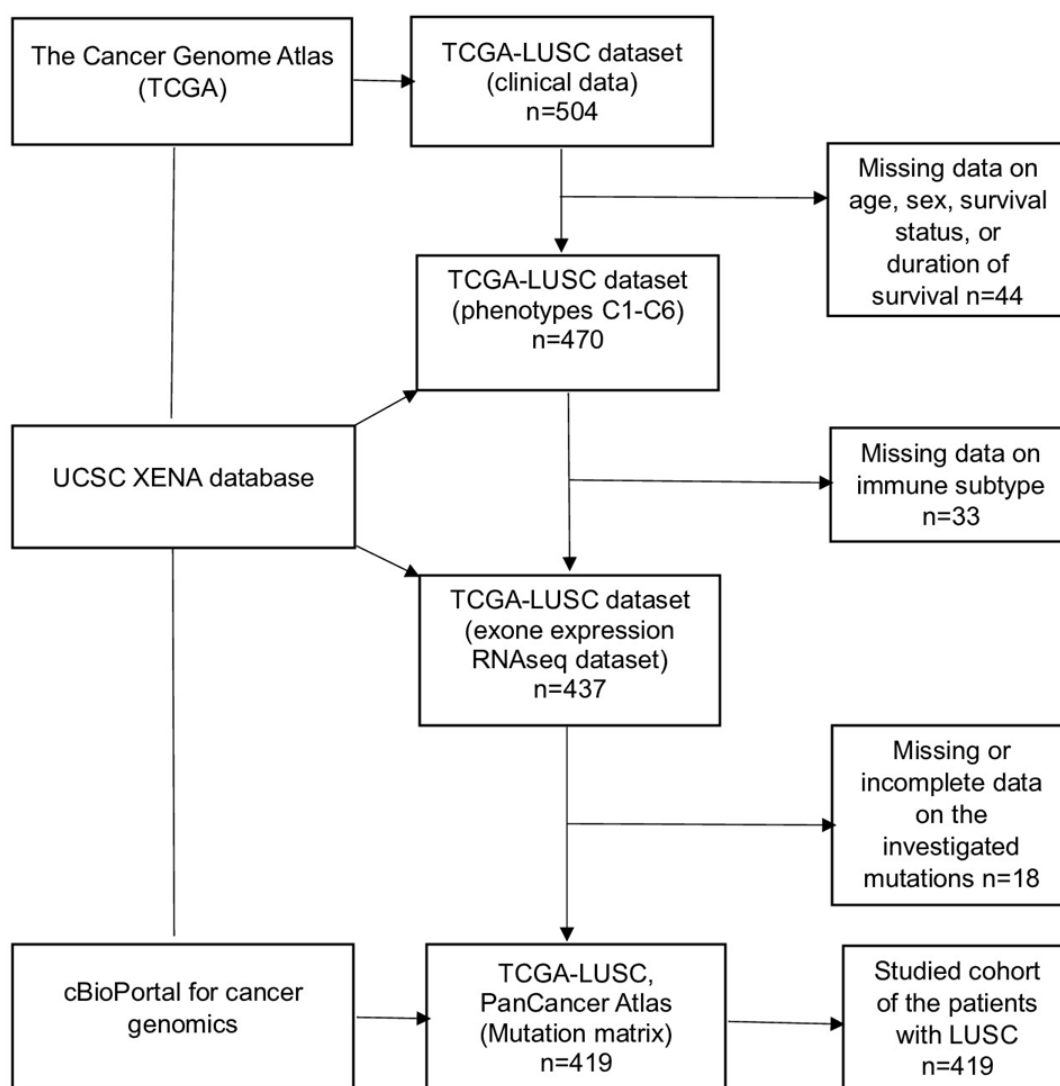 The Cancer Genome Atlas
(TCGA)
TCGA-LUSC dataset
(clinical data)
n=504
Missing data on
age, sex, survival
status, or
duration of
survival n=44
TCGA-LUSC dataset
(phenotypes C1-C6)
n=470
UCSC XENA database
Missing data on
immune subtype
n=33
TCGA-LUSC dataset
(exone expression
RNAseq dataset)
n=437
Missing or
incomplete data
on the
investigated
mutations n=18
cBioPortal for cancer
genomics
TCGA-LUSC,
PanCancer Atlas
(Mutation matrix)
n=419
Studied cohort
of the patients
with LUSC
n=419